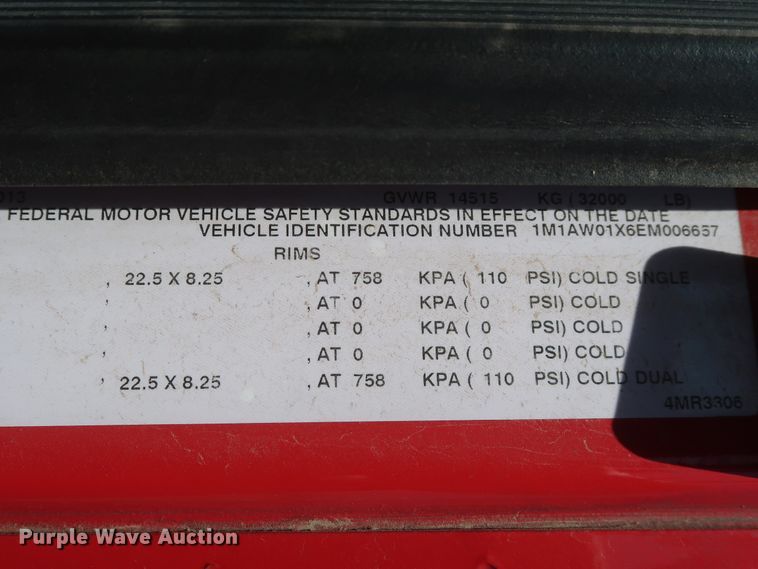 013 GVWR 14515 KG ( 32000 LB)
FEDERAL MOTOR VEHICLE SAFETY STANDARDS IN EFFECT ON THE DATE
VEHICLE IDENTIFICATION NUMBER 1M1AW01X6EM006657
RIMS
, 22.5 X 8.25 , AT 758 KPA ( 110 PSI) COLD SINGLE
, , AT 0 KPA ( 0 PSI) COLD
, , AT 0 KPA ( 0 PSI) COLD
, , AT 0 KPA ( 0 PSI) COLD
, 22.5 X 8.25 , AT 758 KPA ( 110 PSI) COLD DUAL
4MR3306
Purple Wave Auction